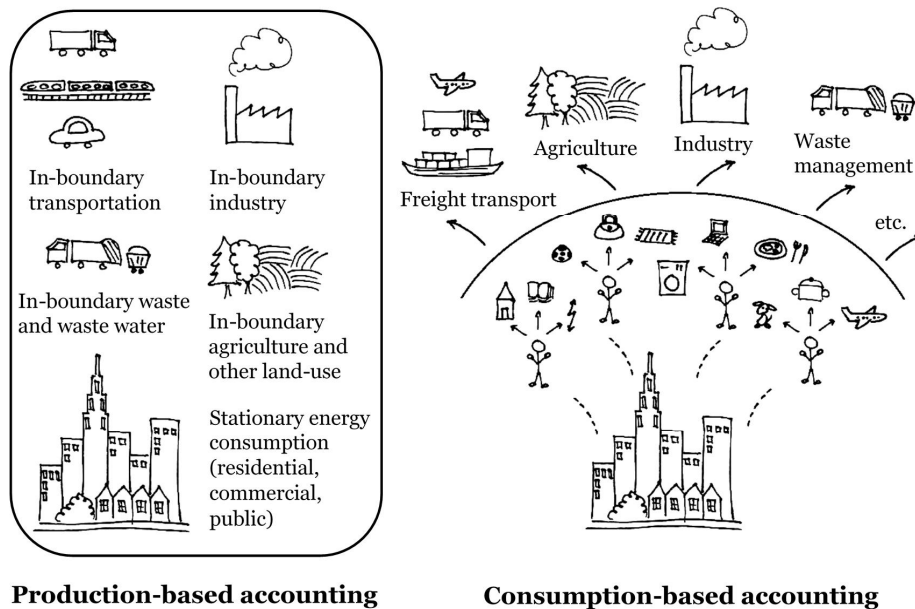 In-boundary
transportation
In-boundary
industry
In-boundary waste
and waste water
In-boundary
agriculture and
other land-use
Stationary energy
consumption
(residential,
commercial,
public)
Production-based accounting
Freight transport
Agriculture
Industry
Waste
management
etc.
Consumption-based accounting